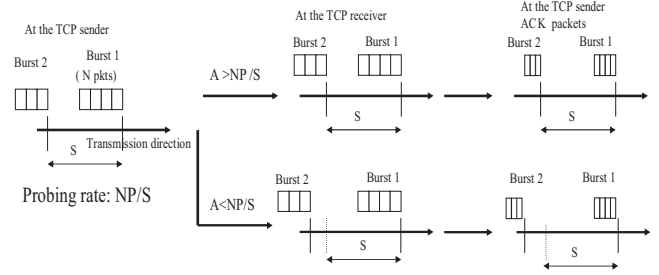 At the TCP sender
Burst 2
Burst 1
( N pkts)
Transmission direction
S
Probing rate: NP/S
A >NP /S
A<NP/S
At the TCP receiver
Burst 2
Burst 1
S
Burst 2
Burst 1
S
At the TCP sender
ACK packets
Burst 2
Burst 1
S
Burst 2
Burst 1
S